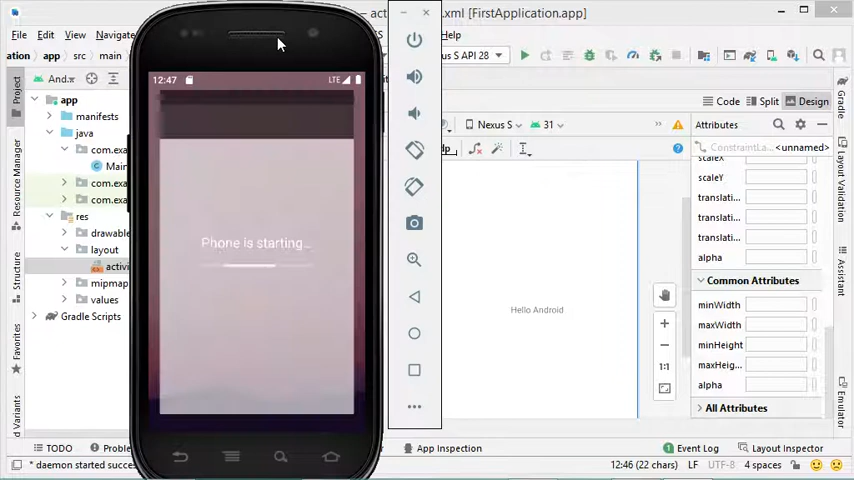 – act .xml [FirstApplication.app]
File Edit View Navigate s Help
ation app src main us S API 28
Project
And..
app
manifests
java
com.exa
Main
com.exa
com.exa
res
drawable
layout
activi
mipmap
values
Gradle Scripts
Resource Manager
Structure
Favorites
Variants
12:47 LTE
Phone is starting...
Code Split Design
Nexus S 31 »
Hello Android
1:1
Attributes
ConstraintLa... <unnamed>
scaleX
scaleY
translati...
translati...
translati...
alpha
Common Attributes
minWidth
maxWidth
minHeight
maxHeig...
alpha
All Attributes
Gradle
Layout Validation
Assistant
Emulator
TODO Proble App Inspection Event Log Layout Inspector
* daemon started succes 12:46 (22 chars) LF UTF-8 4 spaces